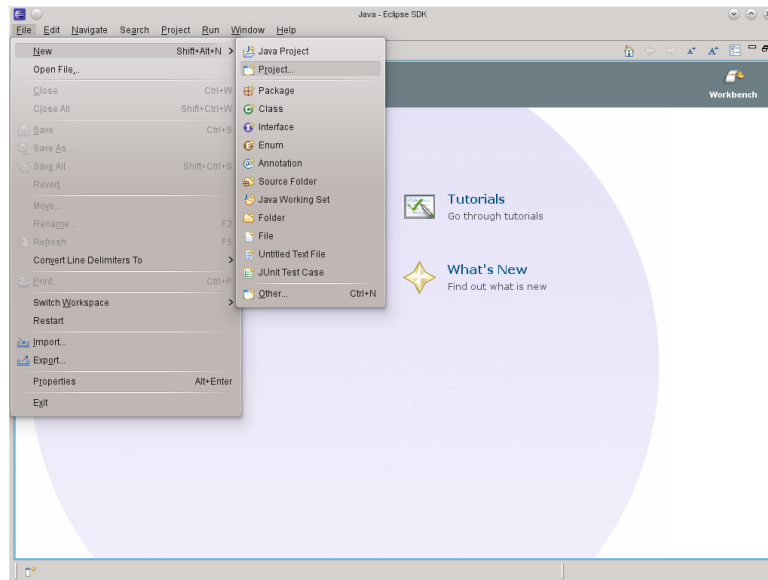 Java - Eclipse SDK
File Edit Navigate Search Project Run Window Help
New Shift+Alt+N
Open File...
Close Ctrl+W
Close All Shift+Ctrl+W
Save Ctrl+S
Save As...
Save All Shift+Ctrl+S
Revert
Move...
Rename... F2
Refresh F5
Convert Line Delimiters To
Print... Ctrl+P
Switch Workspace
Restart
Import...
Export...
Properties Alt+Enter
Exit
Java Project
Project...
Package
Class
Interface
Enum
Annotation
Source Folder
Java Working Set
Folder
File
Untitled Text File
JUnit Test Case
Other... Ctrl+N
Workbench
Tutorials
Go through tutorials
What's New
Find out what is new